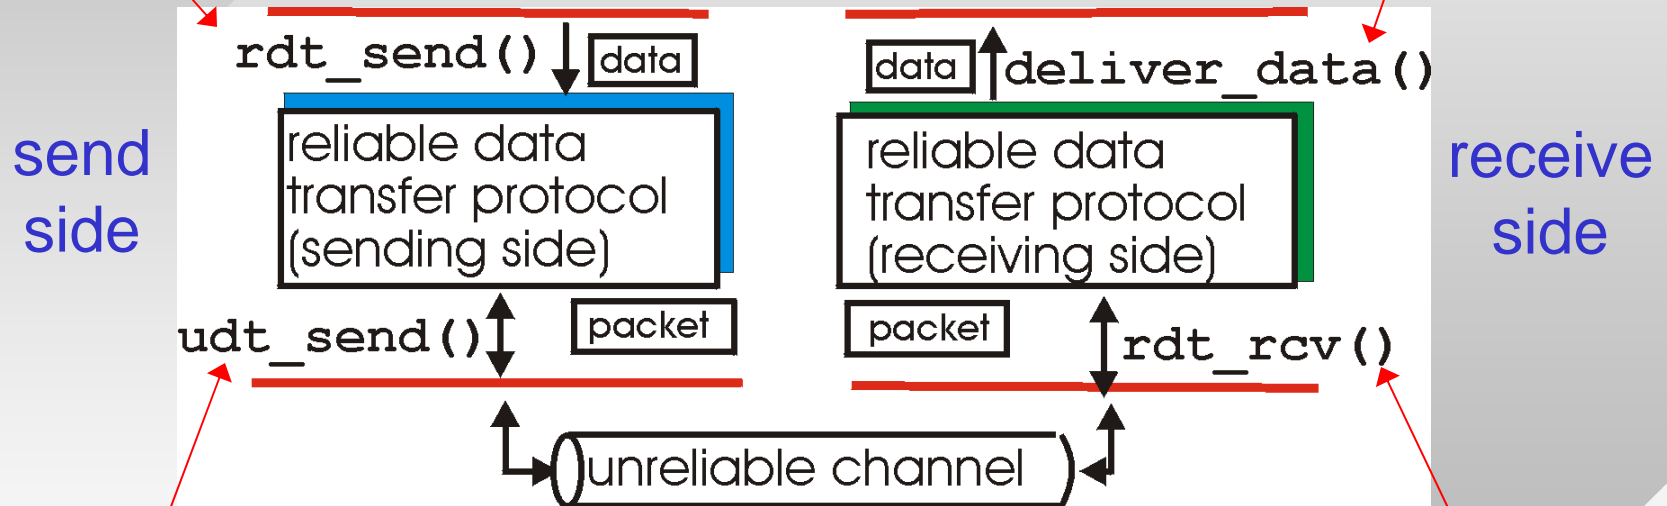 rdt_send()
data
data
deliver_data()
send
side
reliable data
transfer protocol
(sending side)
reliable data
transfer protocol
(receiving side)
receive
side
udt_send()
packet
packet
rdt_rcv()
unreliable channel